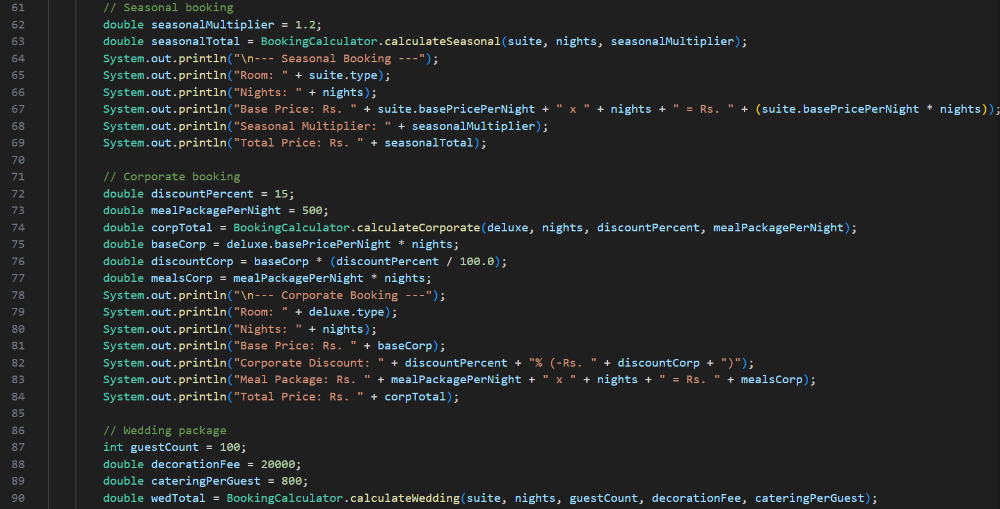 61 // Seasonal booking
62 double seasonalMultiplier = 1.2;
63 double seasonalTotal = BookingCalculator.calculateSeasonal(suite, nights, seasonalMultiplier);
64 System.out.println("\n--- Seasonal Booking ---");
65 System.out.println("Room: " + suite.type);
66 System.out.println("Nights: " + nights);
67 System.out.println("Base Price: Rs. " + suite.basePricePerNight + " x " + nights + " = Rs. " + (suite.basePricePerNight * nights));
68 System.out.println("Seasonal Multiplier: " + seasonalMultiplier);
69 System.out.println("Total Price: Rs. " + seasonalTotal);
70
71 // Corporate booking
72 double discountPercent = 15;
73 double mealPackagePerNight = 500;
74 double corpTotal = BookingCalculator.calculateCorporate(deluxe, nights, discountPercent, mealPackagePerNight);
75 double baseCorp = deluxe.basePricePerNight * nights;
76 double discountCorp = baseCorp * (discountPercent / 100.0);
77 double mealsCorp = mealPackagePerNight * nights;
78 System.out.println("\n--- Corporate Booking ---");
79 System.out.println("Room: " + deluxe.type);
80 System.out.println("Nights: " + nights);
81 System.out.println("Base Price: Rs. " + baseCorp);
82 System.out.println("Corporate Discount: " + discountPercent + "% (-Rs. " + discountCorp + ")");
83 System.out.println("Meal Package: Rs. " + mealPackagePerNight + " x " + nights + " = Rs. " + mealsCorp);
84 System.out.println("Total Price: Rs. " + corpTotal);
85
86 // Wedding package
87 int guestCount = 100;
88 double decorationFee = 20000;
89 double cateringPerGuest = 800;
90 double wedTotal = BookingCalculator.calculateWedding(suite, nights, guestCount, decorationFee, cateringPerGuest);